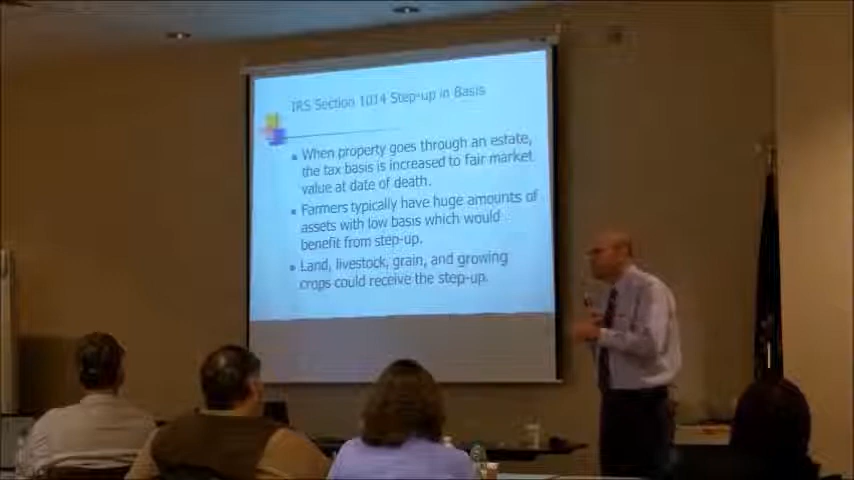 IRS Section 1014 Step-up in Basis
When property goes through an estate,
the tax basis is increased to fair market
value at date of death.
Farmers typically have huge amounts of
assets with low basis which would
benefit from step-up.
Land, livestock, grain, and growing
crops could receive the step-up.